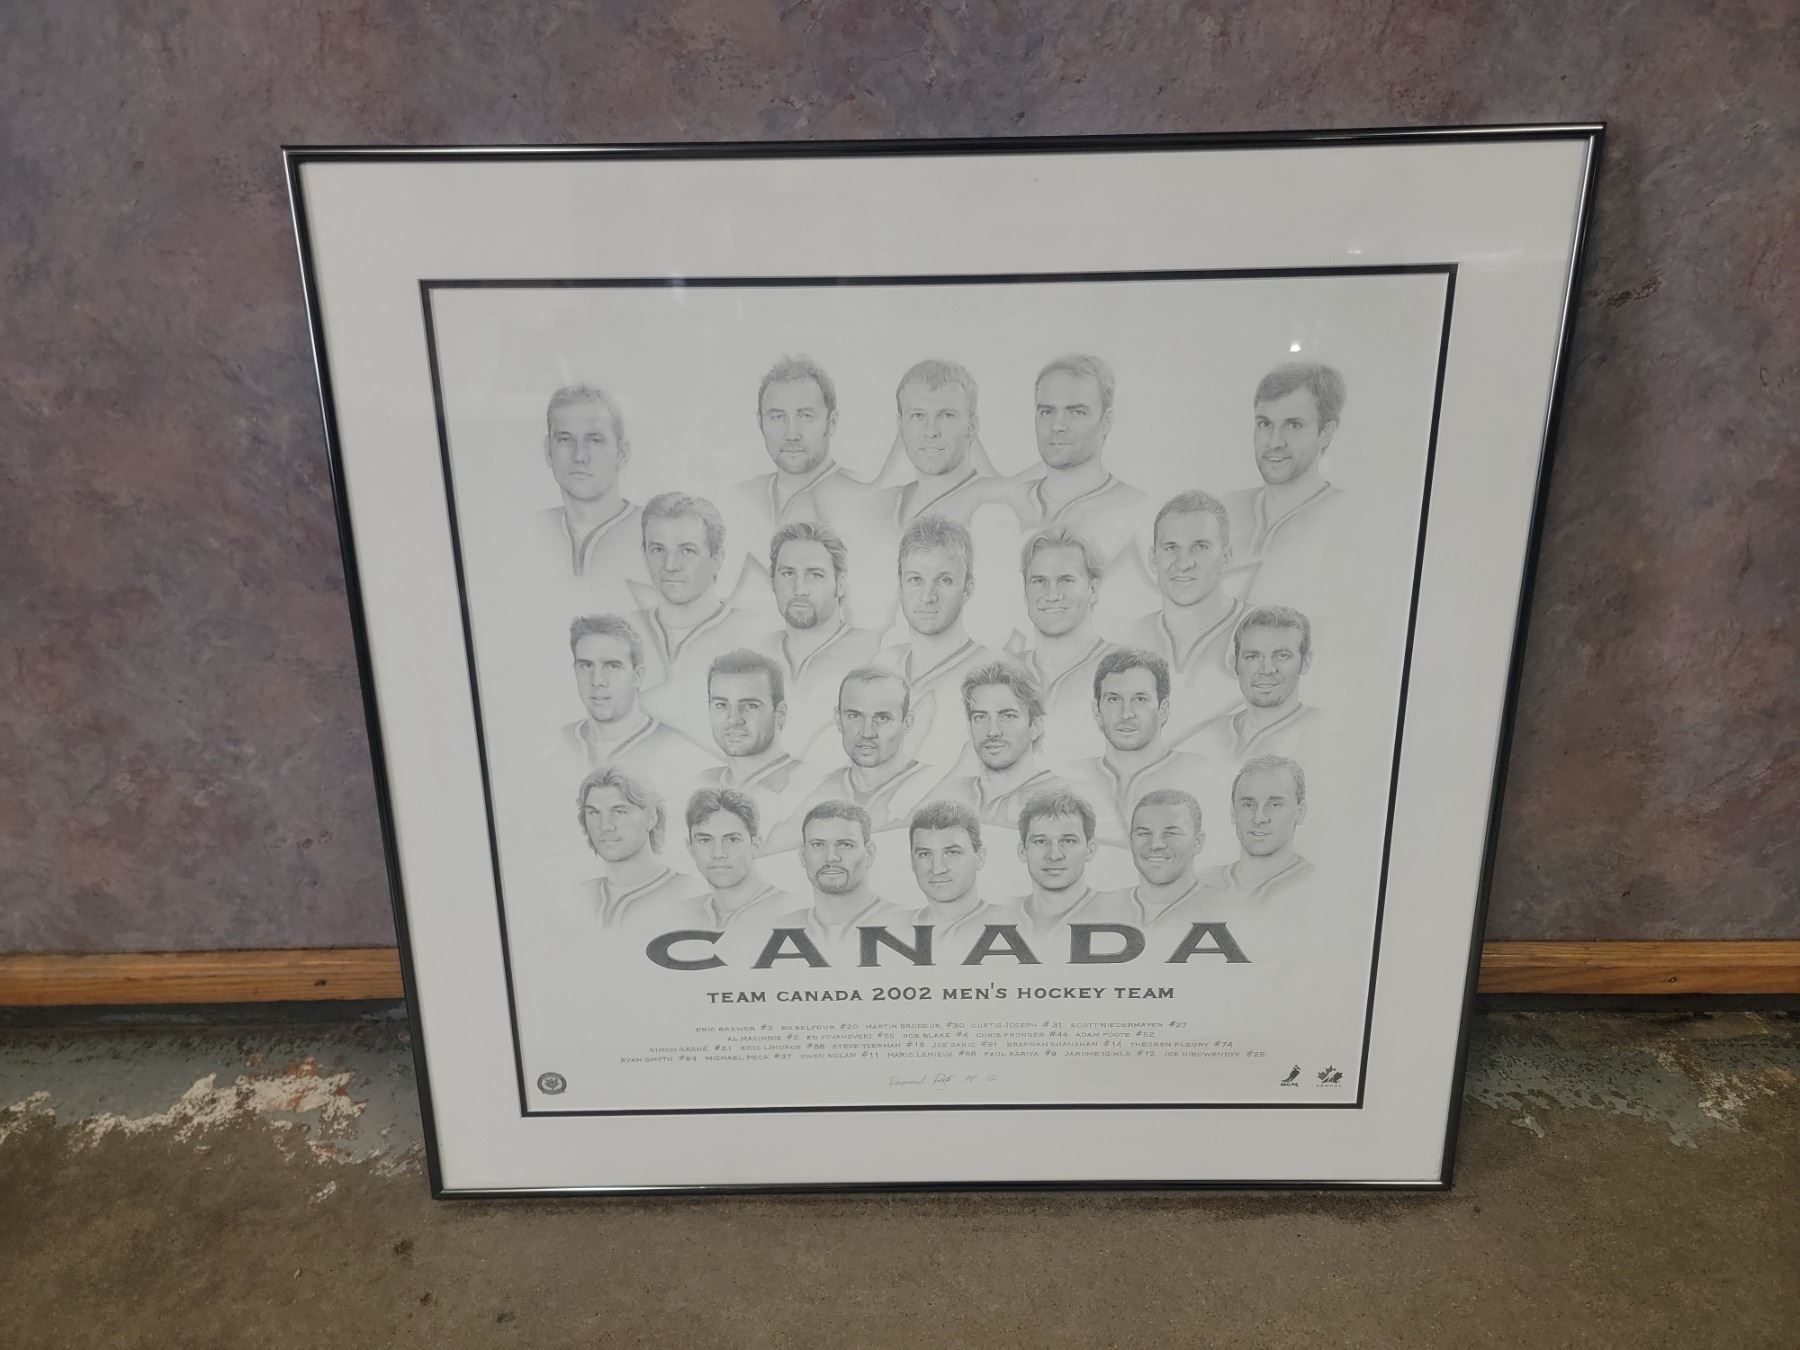 CANADA
TEAM CANADA 2002 MEN'S HOCKEY TEAM
ERIC BREWER #3 ED BELFOUR #20 MARTIN BRODEUR #30 CURTIS JOSEPH #31 SCOTT NIEDERMAYER #27
AL MACINNIS #2 ED JOVANOVSKI #55 ROB BLAKE #4 CHRIS PRONGER #44 ADAM FOOTE #52
SIMON GAGNÉ #21 ERIC LINDROS #88 STEVE YZERMAN #19 JOE SAKIC #91 BRENDAN SHANAHAN #14 THEOREN FLEURY #74
RYAN SMYTH #94 MICHAEL PECA #37 OWEN NOLAN #11 MARIO LEMIEUX #66 PAUL KARIYA #9 JAROME IGINLA #12 JOE NIEUWENDYK #25
CANADA